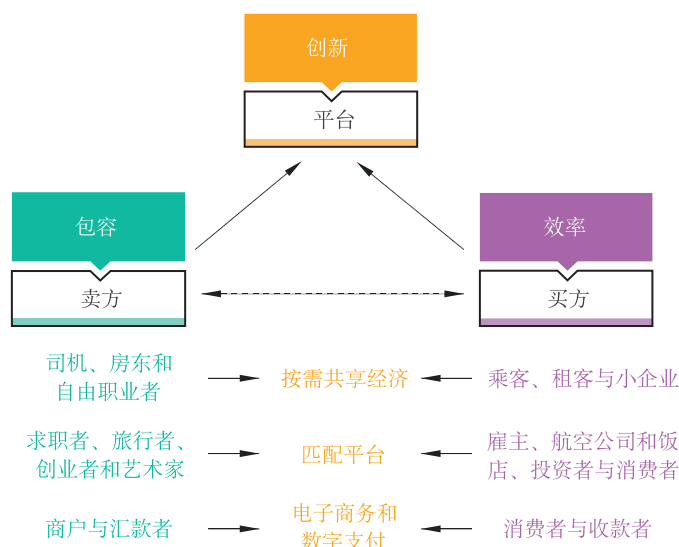 创新
平台
包容
效率
卖方
买方
司机、房东和
自由职业者
按需共享经济
乘客、租客与小企业
求职者、旅行者、
创业者和艺术家
匹配平台
雇主、航空公司和饭
店、投资者与消费者
商户与汇款者
电子商务和
数字支付
消费者与收款者